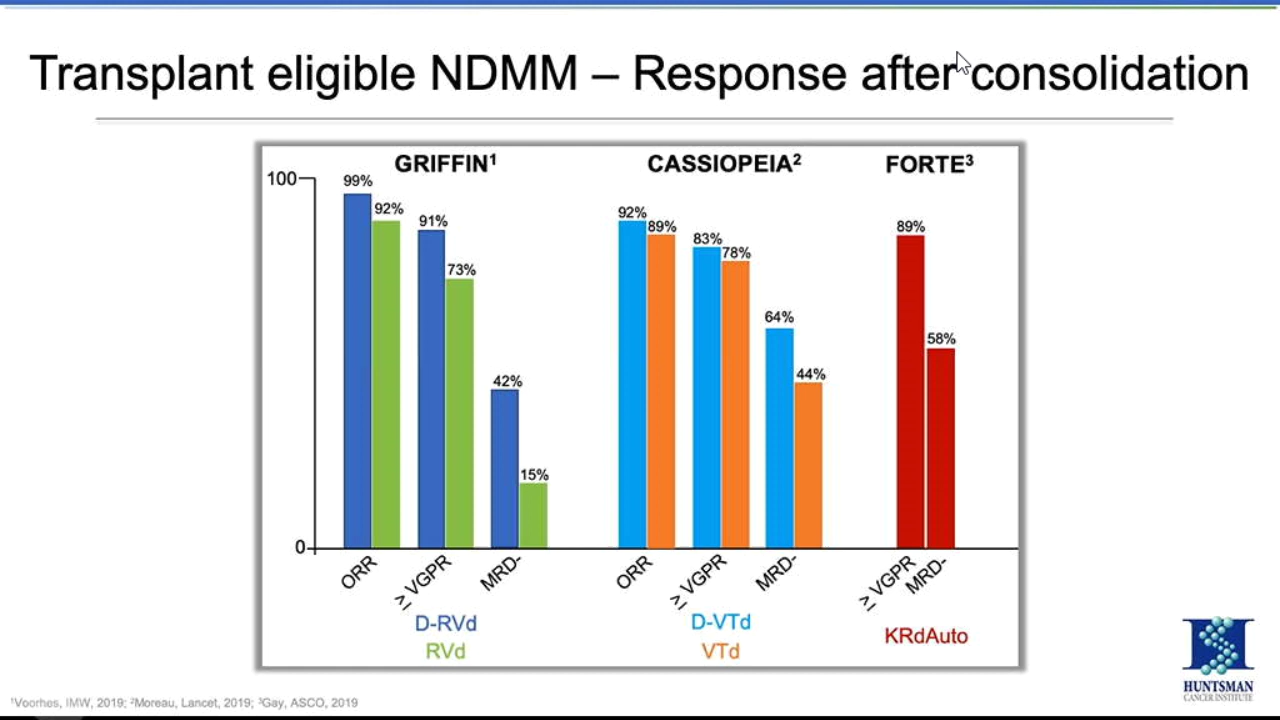 Transplant eligible NDMM – Response after consolidation
GRIFFIN¹ CASSIOPEIA² FORTE³
100
99%
92%
91%
73%
42%
15%
92%
89%
83%
78%
64%
44%
89%
58%
0
ORR ≥ VGPR MRD- ORR ≥ VGPR MRD- ≥ VGPR MRD-
D-RVd D-VTd KRdAuto
RVd VTd
¹Voorhes, IMW, 2019; ²Moreau, Lancet, 2019; ³Gay, ASCO, 2019
HUNTSMAN
CANCER INSTITUTE